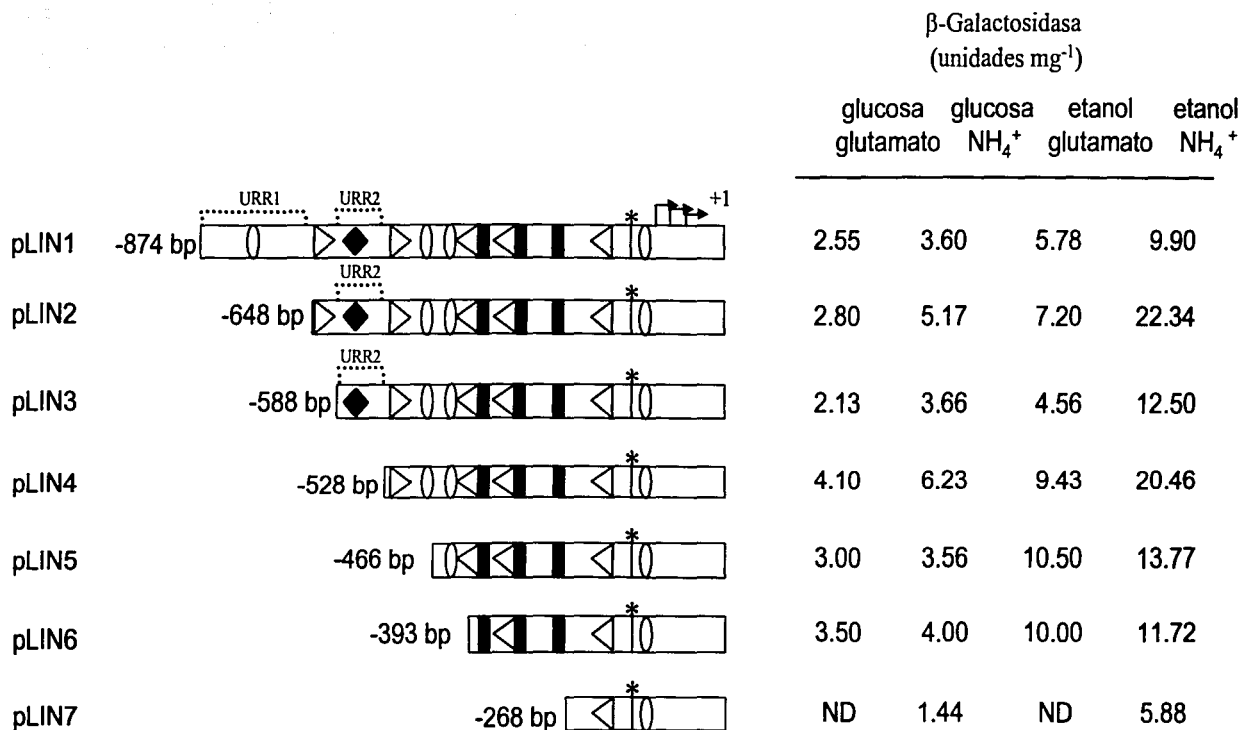 β-Galactosidasa
(unidades mg⁻¹)
glucosa glucosa etanol etanol
glutamato NH₄⁺ glutamato NH₄⁺
URR1 URR2 * +1
pLIN1 -874 bp 2.55 3.60 5.78 9.90
URR2 *
pLIN2 -648 bp 2.80 5.17 7.20 22.34
URR2 *
pLIN3 -588 bp 2.13 3.66 4.56 12.50
*
pLIN4 -528 bp 4.10 6.23 9.43 20.46
*
pLIN5 -466 bp 3.00 3.56 10.50 13.77
*
pLIN6 -393 bp 3.50 4.00 10.00 11.72
*
pLIN7 -268 bp ND 1.44 ND 5.88